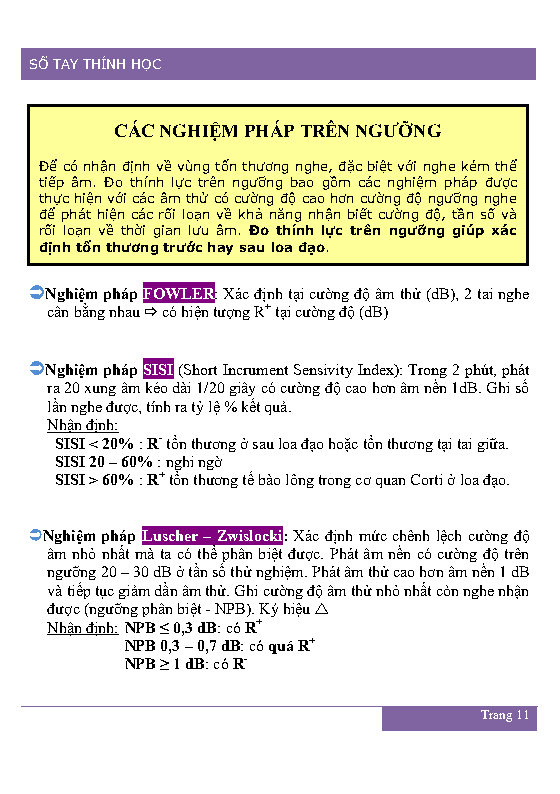 SỔ TAY THÍNH HỌC
CÁC NGHIỆM PHÁP TRÊN NGƯỠNG
Để có nhận định về vùng tổn thương nghe, đặc biệt với nghe kém thể
tiếp âm. Đo thính lực trên ngưỡng bao gồm các nghiệm pháp được
thực hiện với các âm thử có cường độ cao hơn cường độ ngưỡng nghe
để phát hiện các rối loạn về khả năng nhận biết cường độ, tần số và
rối loạn về thời gian lưu âm. Đo thính lực trên ngưỡng giúp xác
định tổn thương trước hay sau loa đạo.
➲Nghiệm pháp FOWLER: Xác định tại cường độ âm thử (dB), 2 tai nghe
cân bằng nhau ⇨ có hiện tượng R⁺ tại cường độ (dB)
➲Nghiệm pháp SISI (Short Incrument Sensivity Index): Trong 2 phút, phát
ra 20 xung âm kéo dài 1/20 giây có cường độ cao hơn âm nền 1dB. Ghi số
lần nghe được, tính ra tỷ lệ % kết quả.
Nhận định:
SISI < 20% : R⁻ tổn thương ở sau loa đạo hoặc tổn thương tại tai giữa.
SISI 20 – 60% : nghi ngờ
SISI > 60% : R⁺ tổn thương tế bào lông trong cơ quan Corti ở loa đạo.
➲Nghiệm pháp Luscher – Zwislocki: Xác định mức chênh lệch cường độ
âm nhỏ nhất mà ta có thể phân biệt được. Phát âm nền có cường độ trên
ngưỡng 20 – 30 dB ở tần số thử nghiệm. Phát âm thử cao hơn âm nền 1 dB
và tiếp tục giảm dần âm thử. Ghi cường độ âm thử nhỏ nhất còn nghe nhận
được (ngưỡng phân biệt - NPB). Ký hiệu △
Nhận định: NPB ≤ 0,3 dB: có R⁺
NPB 0,3 – 0,7 dB: có quá R⁺
NPB ≥ 1 dB: có R⁻
Trang 11